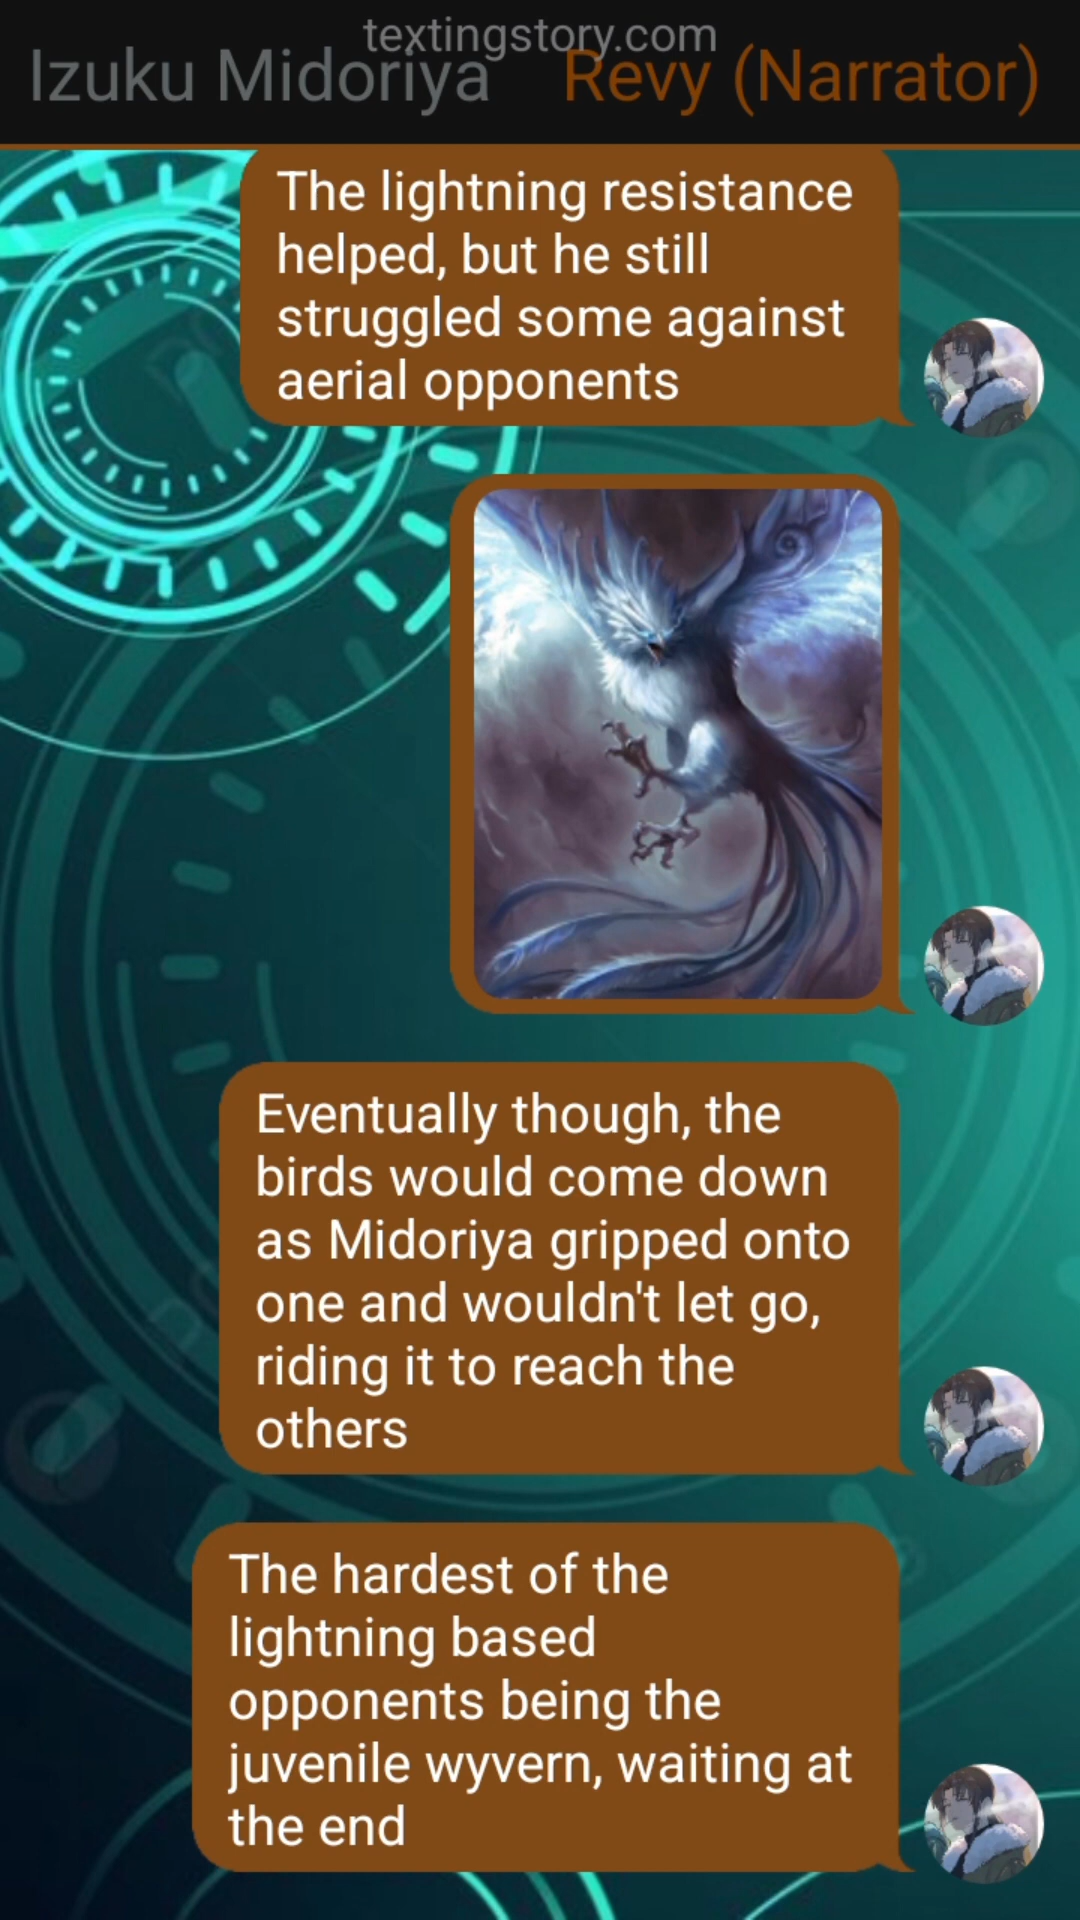 textingstory.com
Izuku Midoriya Revy (Narrator)
The lightning resistance
helped, but he still
struggled some against
aerial opponents
Eventually though, the
birds would come down
as Midoriya gripped onto
one and wouldn't let go,
riding it to reach the
others
The hardest of the
lightning based
opponents being the
juvenile wyvern, waiting at
the end